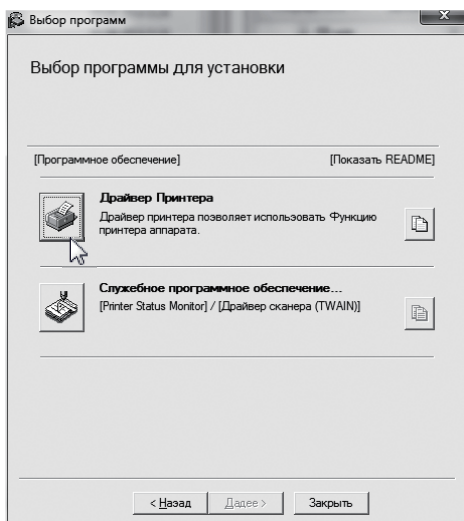 Выбор программ
Выбор программы для установки
[Программное обеспечение] [Показать README]
Драйвер Принтера
Драйвер принтера позволяет использовать Функцию
принтера аппарата.
Служебное программное обеспечение...
[Printer Status Monitor] / [Драйвер сканера (TWAIN)]
< Назад Далее > Закрыть